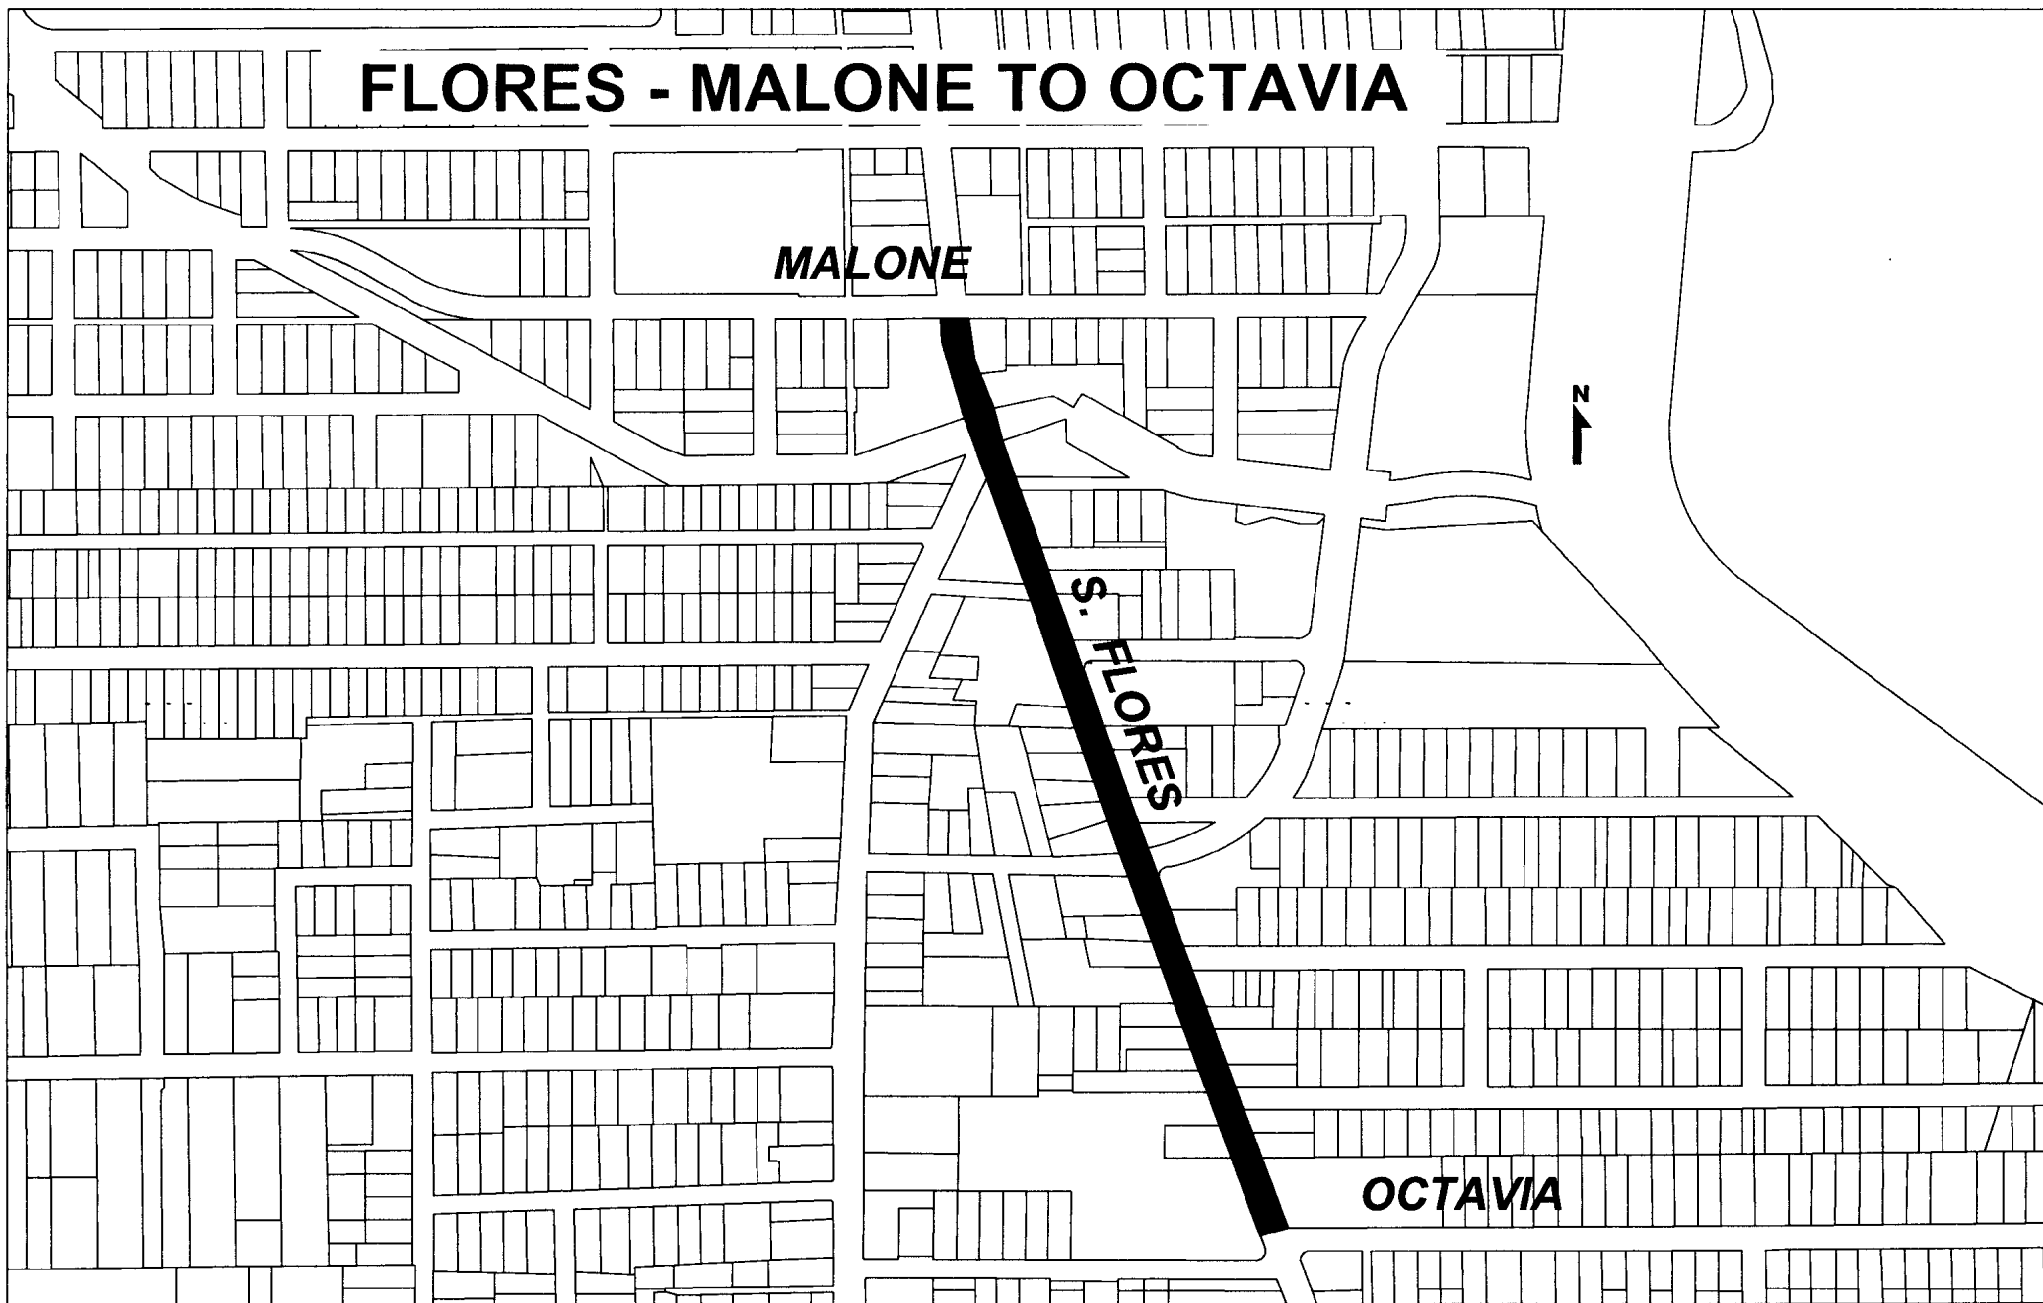 FLORES - MALONE TO OCTAVIA
MALONE
N
S. FLORES
OCTAVIA